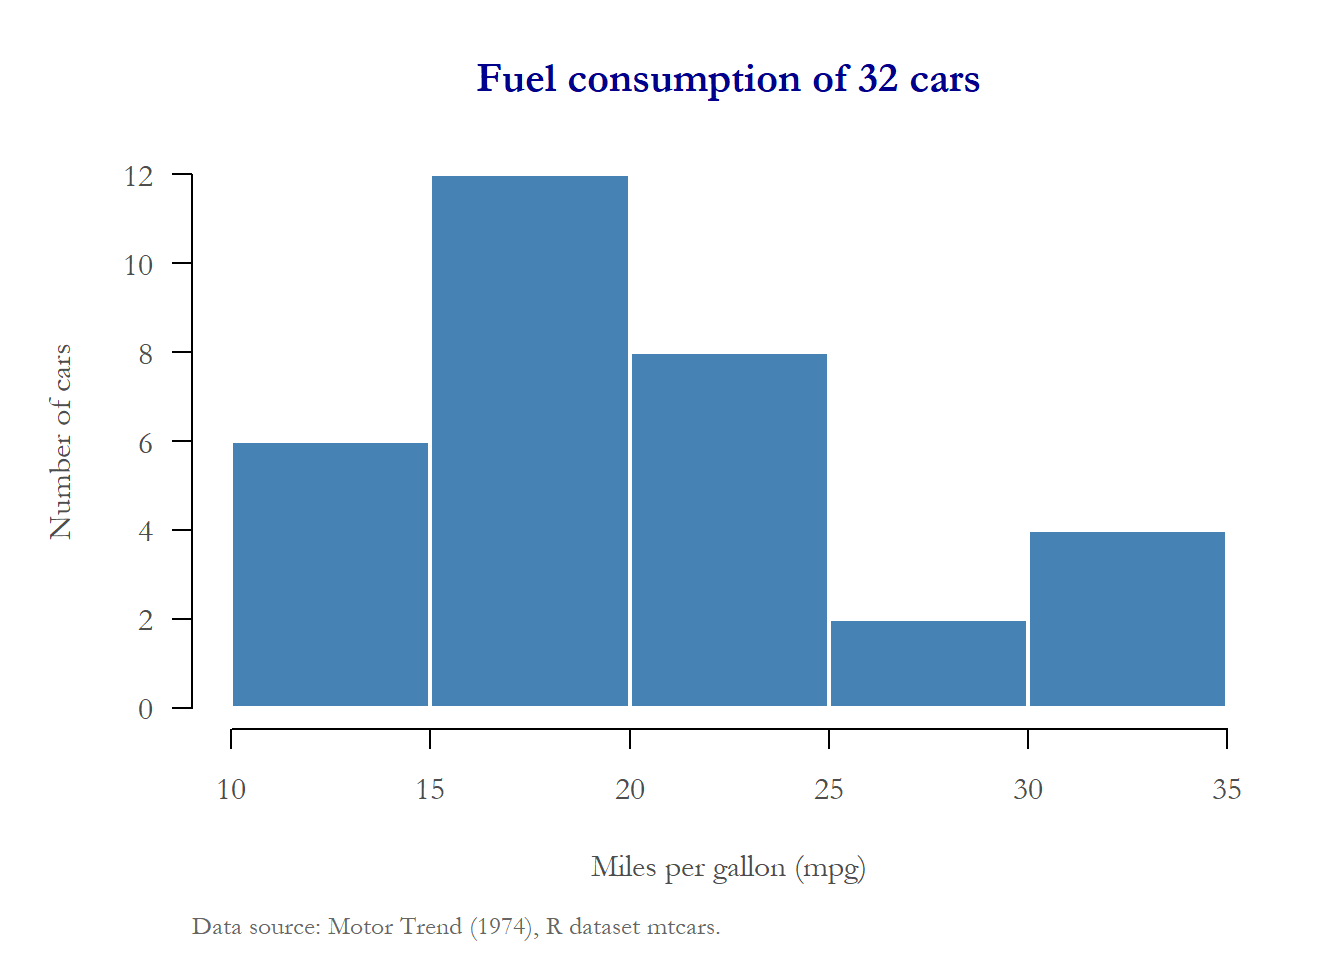 Fuel consumption of 32 cars
12
10
8
6
4
2
0
Number of cars
10 15 20 25 30 35
Miles per gallon (mpg)
Data source: Motor Trend (1974), R dataset mtcars.